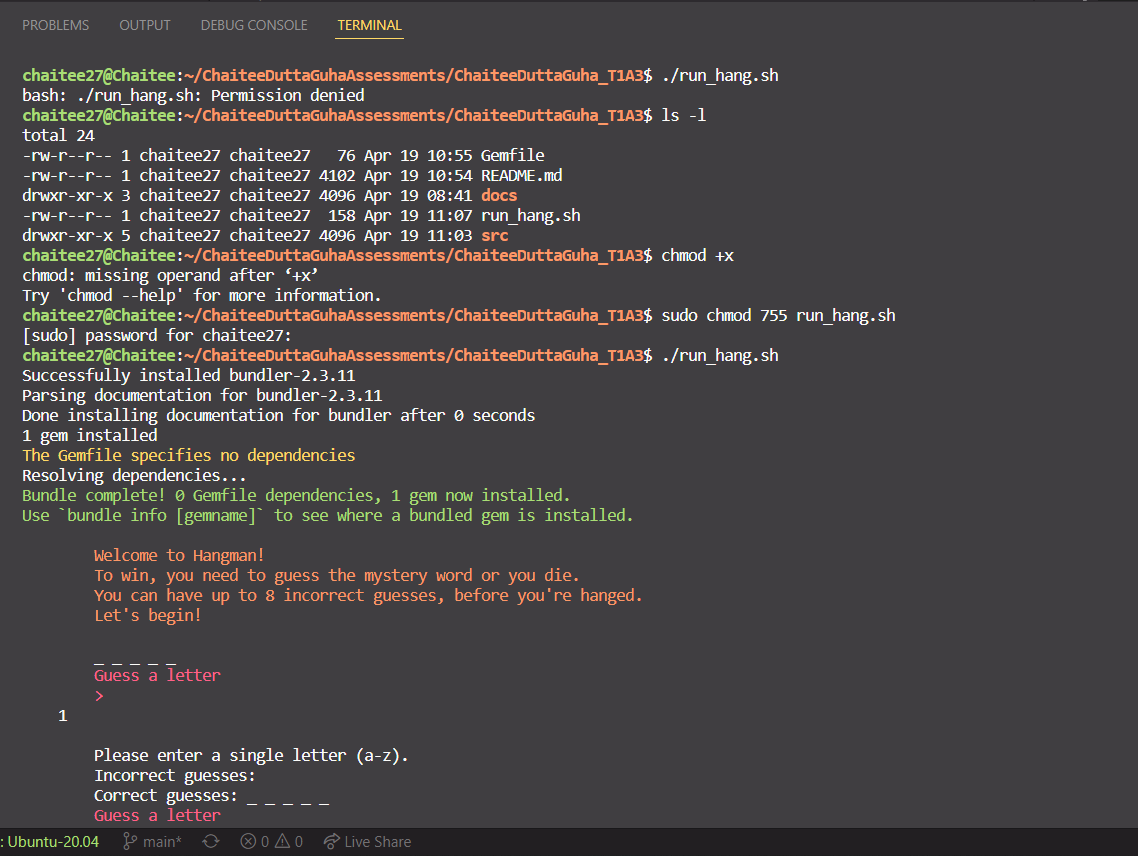 PROBLEMS OUTPUT DEBUG CONSOLE TERMINAL
chaitee27@Chaitee:~/ChaiteeDuttaGuhaAssessments/ChaiteeDuttaGuha_T1A3$ ./run_hang.sh
bash: ./run_hang.sh: Permission denied
chaitee27@Chaitee:~/ChaiteeDuttaGuhaAssessments/ChaiteeDuttaGuha_T1A3$ ls -l
total 24
-rw-r--r-- 1 chaitee27 chaitee27   76 Apr 19 10:55 Gemfile
-rw-r--r-- 1 chaitee27 chaitee27 4102 Apr 19 10:54 README.md
drwxr-xr-x 3 chaitee27 chaitee27 4096 Apr 19 08:41 docs
-rw-r--r-- 1 chaitee27 chaitee27  158 Apr 19 11:07 run_hang.sh
drwxr-xr-x 5 chaitee27 chaitee27 4096 Apr 19 11:03 src
chaitee27@Chaitee:~/ChaiteeDuttaGuhaAssessments/ChaiteeDuttaGuha_T1A3$ chmod +x
chmod: missing operand after ‘+x’
Try 'chmod --help' for more information.
chaitee27@Chaitee:~/ChaiteeDuttaGuhaAssessments/ChaiteeDuttaGuha_T1A3$ sudo chmod 755 run_hang.sh
[sudo] password for chaitee27:
chaitee27@Chaitee:~/ChaiteeDuttaGuhaAssessments/ChaiteeDuttaGuha_T1A3$ ./run_hang.sh
Successfully installed bundler-2.3.11
Parsing documentation for bundler-2.3.11
Done installing documentation for bundler after 0 seconds
1 gem installed
The Gemfile specifies no dependencies
Resolving dependencies...
Bundle complete! 0 Gemfile dependencies, 1 gem now installed.
Use `bundle info [gemname]` to see where a bundled gem is installed.
Welcome to Hangman!
To win, you need to guess the mystery word or you die.
You can have up to 8 incorrect guesses, before you're hanged.
Let's begin!
_ _ _ _ _
Guess a letter
>
1
Please enter a single letter (a-z).
Incorrect guesses:
Correct guesses: _ _ _ _ _
Guess a letter
: Ubuntu-20.04 main* 0 0 Live Share